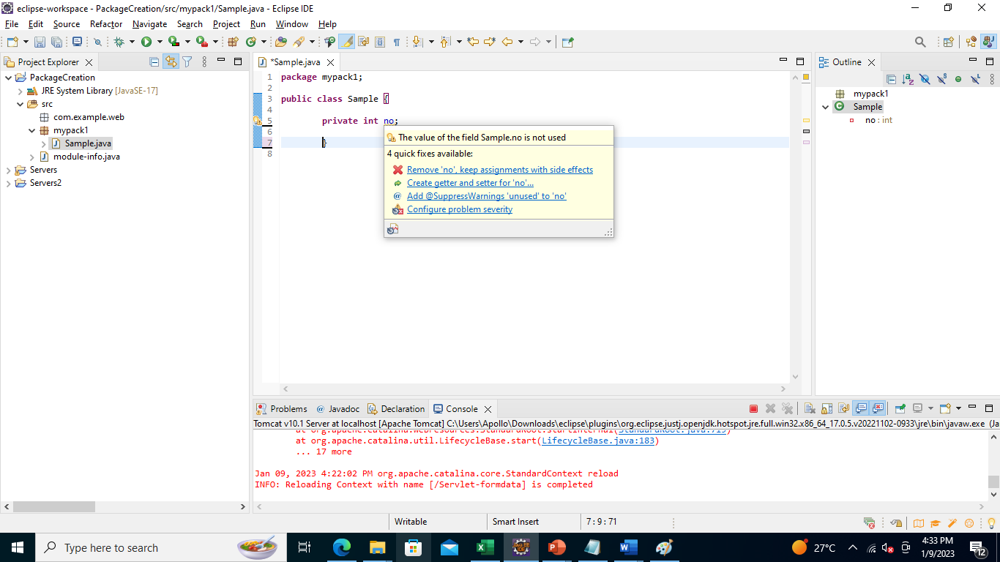 eclipse-workspace - PackageCreation/src/mypack1/Sample.java - Eclipse IDE
File Edit Source Refactor Navigate Search Project Run Window Help
Project Explorer
PackageCreation
JRE System Library [JavaSE-17]
src
com.example.web
mypack1
Sample.java
module-info.java
Servers
Servers2
*Sample.java
1 package mypack1;
2
3 public class Sample {
4
5 private int no;
6
7 }
8
The value of the field Sample.no is not used
4 quick fixes available:
Remove 'no', keep assignments with side effects
Create getter and setter for 'no'...
@ Add @SuppressWarnings 'unused' to 'no'
Configure problem severity
Outline
mypack1
Sample
no : int
Problems @ Javadoc Declaration Console
Tomcat v10.1 Server at localhost [Apache Tomcat] C:\Users\Apollo\Downloads\eclipse\plugins\org.eclipse.justj.openjdk.hotspot.jre.full.win32.x86_64_17.0.5.v20221102-0933\jre\bin\javaw.exe (Ja
at org.apache.catalina.webresources.StandardRoot.startInternal(StandardRoot.java:719)
at org.apache.catalina.util.LifecycleBase.start(LifecycleBase.java:183)
... 17 more
Jan 09, 2023 4:22:02 PM org.apache.catalina.core.StandardContext reload
INFO: Reloading Context with name [/Servlet-formdata] is completed
Writable Smart Insert 7 : 9 : 71
Type here to search
27°C
4:33 PM
1/9/2023
12